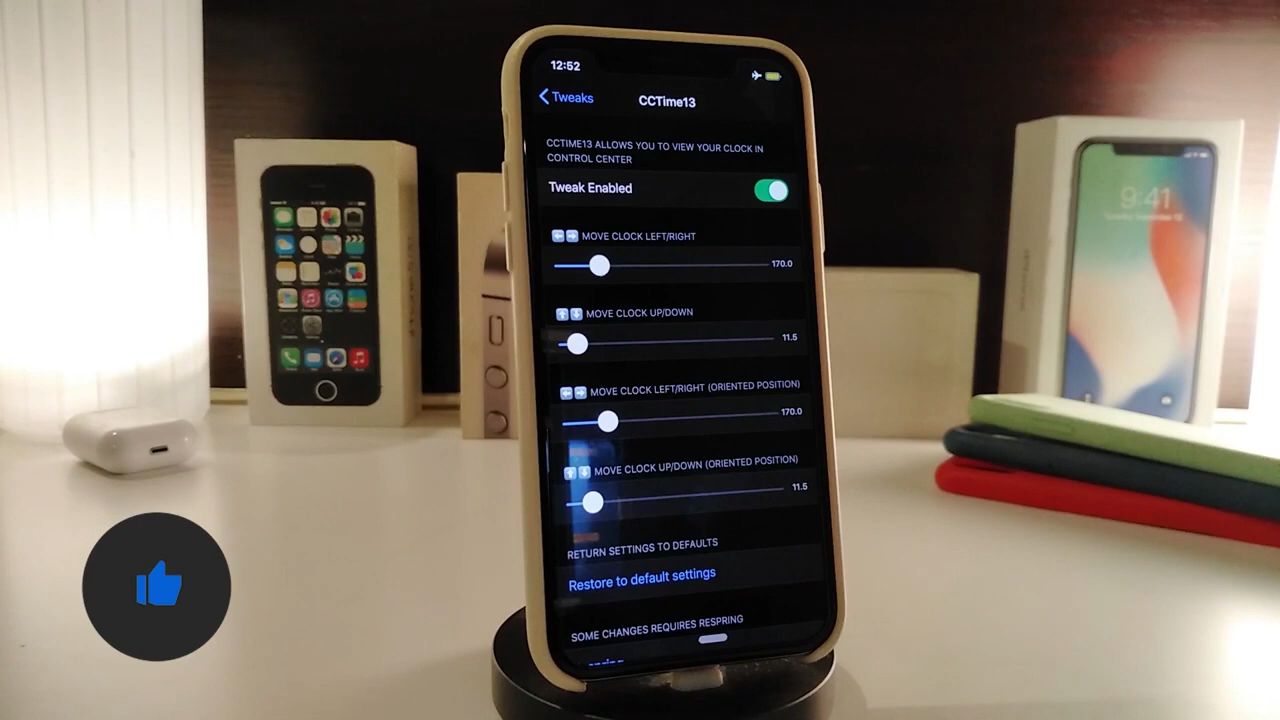 12:52
Tweaks
CCTime13
CCTIME13 ALLOWS YOU TO VIEW YOUR CLOCK IN
CONTROL CENTER
Tweak Enabled
MOVE CLOCK LEFT/RIGHT
170.0
MOVE CLOCK UP/DOWN
11.5
MOVE CLOCK LEFT/RIGHT (ORIENTED POSITION)
170.0
MOVE CLOCK UP/DOWN (ORIENTED POSITION)
11.5
RETURN SETTINGS TO DEFAULTS
Restore to default settings
SOME CHANGES REQUIRES RESPRING
9:41